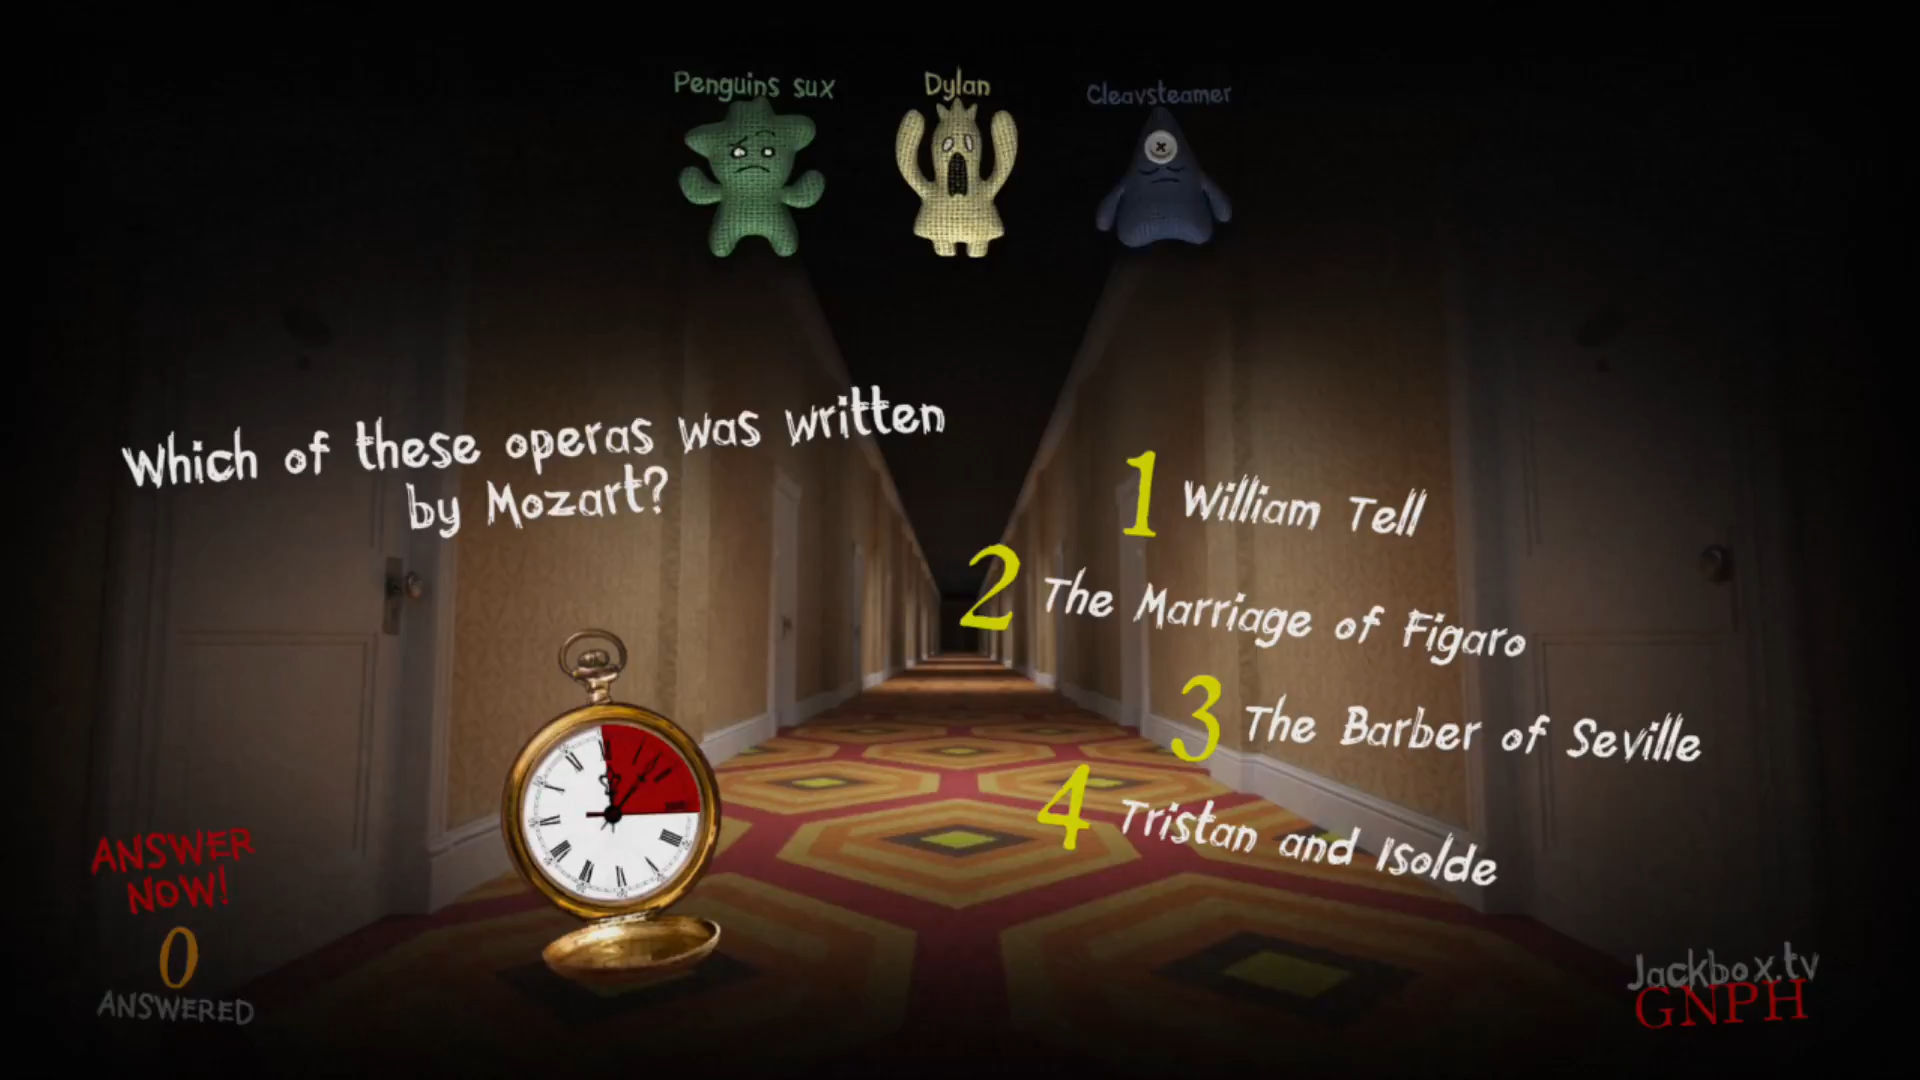 Penguins sux
Dylan
Cleavsteamer
Which of these operas was written
by Mozart?
1 William Tell
2 The Marriage of Figaro
3 The Barber of Seville
4 Tristan and Isolde
ANSWER
NOW!
0
ANSWERED
Jackbox.tv
GNPH